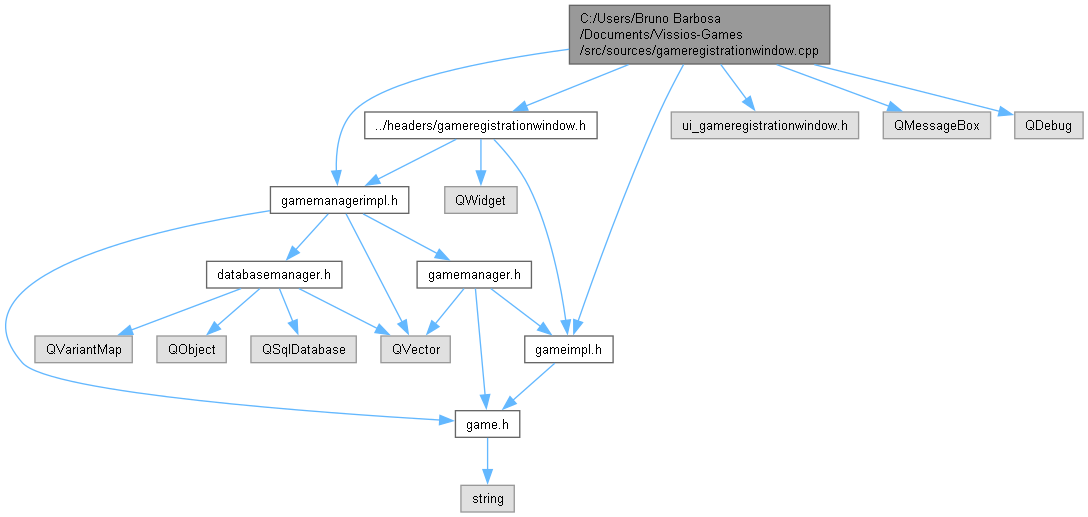 C:/Users/Bruno Barbosa
/Documents/Vissios-Games
/src/sources/gameregistrationwindow.cpp
../headers/gameregistrationwindow.h
ui_gameregistrationwindow.h
QMessageBox
QDebug
gamemanagerimpl.h
QWidget
databasemanager.h
gamemanager.h
QVariantMap
QObject
QSqlDatabase
QVector
gameimpl.h
game.h
string